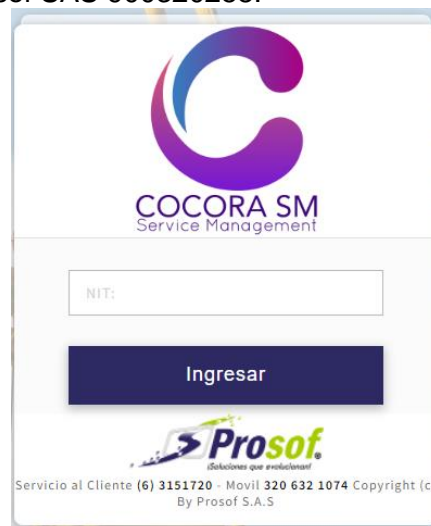 COCORA SM
Service Management
NIT:
Ingresar
Prosof
¡Soluciones que evolucionan!
Servicio al Cliente (6) 3151720 - Movil 320 632 1074 Copyright (c
By Prosof S.A.S